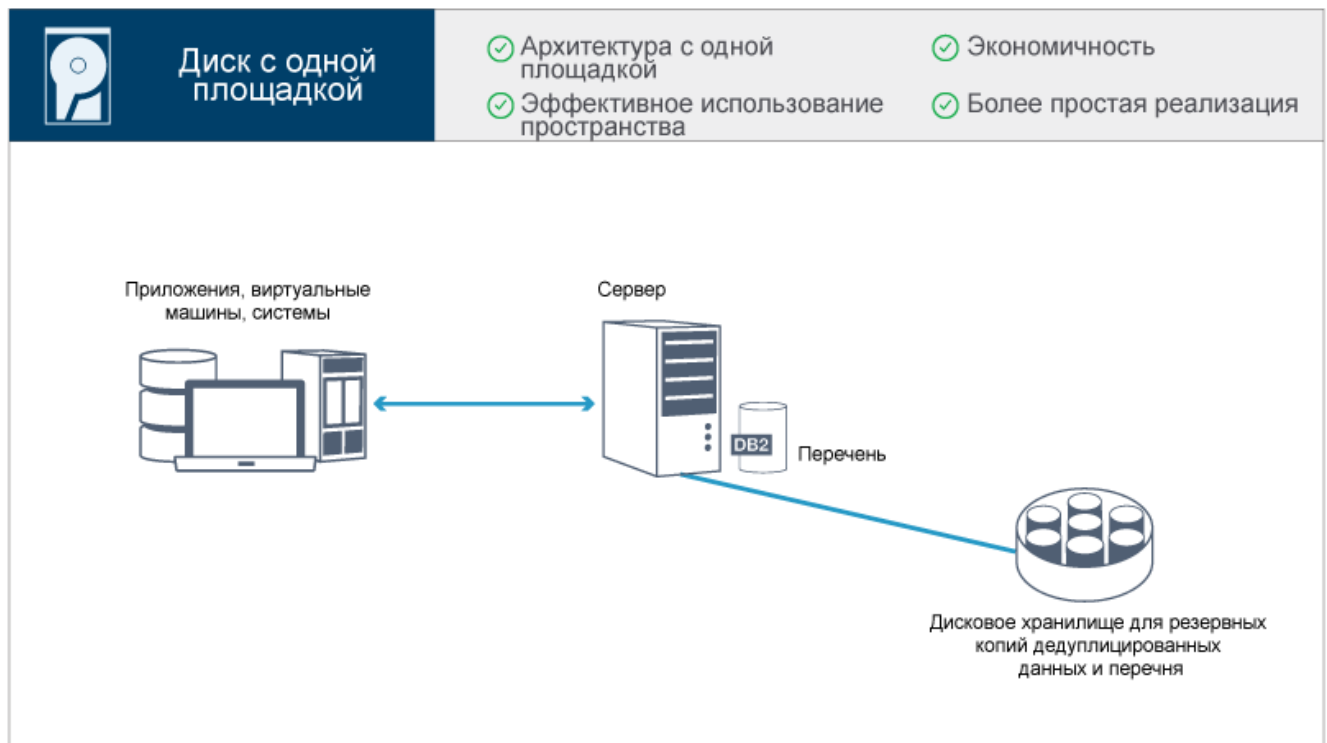 Диск с одной
площадкой
Архитектура с одной
площадкой
Эффективное использование
пространства
Экономичность
Более простая реализация
Приложения, виртуальные
машины, системы
Сервер
DB2
Перечень
Дисковое хранилище для резервных
копий дедуплицированных
данных и перечня